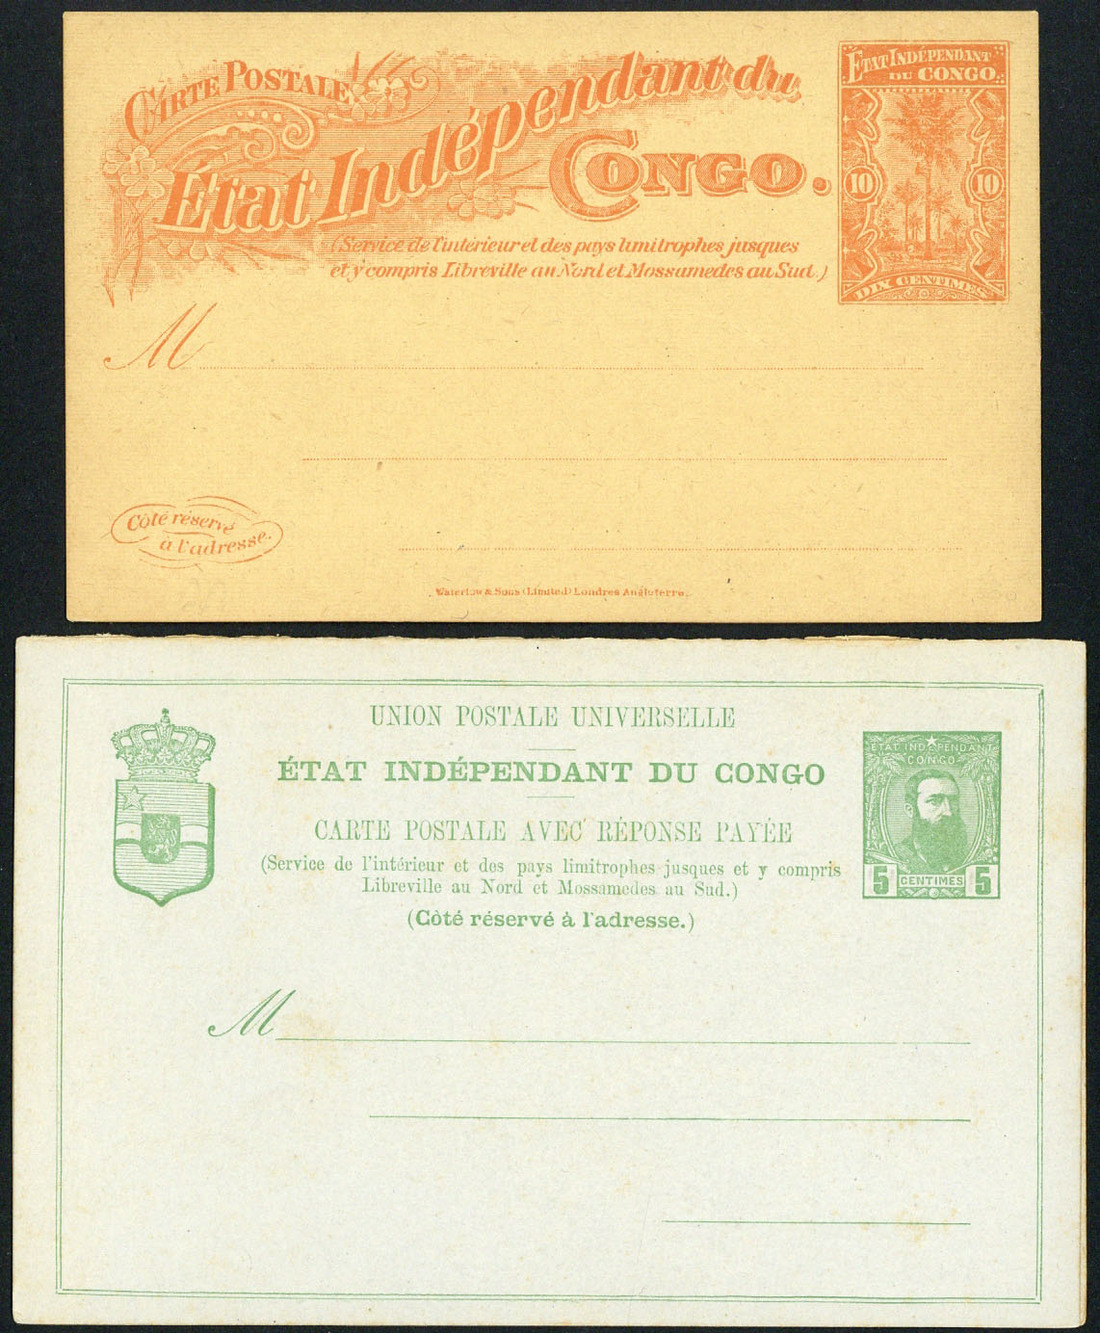 CARTE POSTALE
État Indépendant du
CONGO.
(Service de l'intérieur et des pays limitrophes jusques
et y compris Libreville au Nord et Mossamedes au Sud.)
ÉTAT INDÉPENDANT
DU CONGO.
10 10
DIX CENTIMES
M
Côté réservé
à l'adresse.
Waterlow & Sons (Limited) Londres Angleterre.
UNION POSTALE UNIVERSELLE
ÉTAT INDÉPENDANT DU CONGO
CARTE POSTALE AVEC RÉPONSE PAYÉE
(Service de l'intérieur et des pays limitrophes jusques et y compris
Libreville au Nord et Mossamedes au Sud.)
(Côté réservé à l'adresse.)
ÉTAT INDÉPENDANT
CONGO
5 CENTIMES 5
M